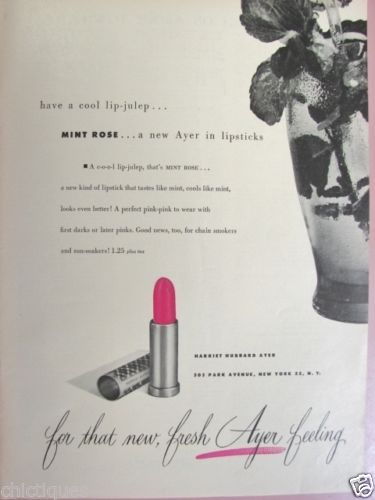 have a cool lip-julep...
MINT ROSE... a new Ayer in lipsticks
■ A c-o-o-l lip-julep, that's MINT ROSE...
a new kind of lipstick that tastes like mint, cools like mint,
looks even better! A perfect pink-pink to wear with
first darks or later pinks. Good news, too, for chain smokers
and sun-soakers! 1.25 plus tax
HARRIET HUBBARD AYER
202 PARK AVENUE, NEW YORK 22, N. Y.
for that new, fresh Ayer feeling
chictiques